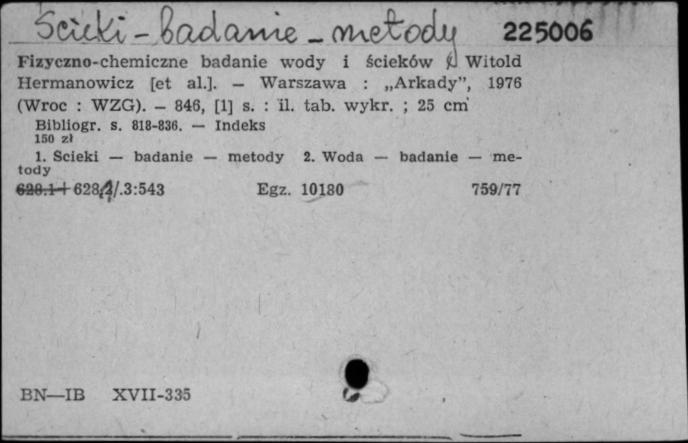 Ścieki - badanie - metody 225006
Fizyczno-chemiczne badanie wody i ścieków / Witold
Hermanowicz [et al.]. — Warszawa : „Arkady”, 1976
(Wroc : WZG). — 846, [1] s. : il. tab. wykr. ; 25 cm
Bibliogr. s. 818-836. — Indeks
150 zł
1. Ścieki — badanie — metody 2. Woda — badanie — me-
tody
628.1+ 628./.3:543 Egz. 10180 759/77
BN—IB XVII-335